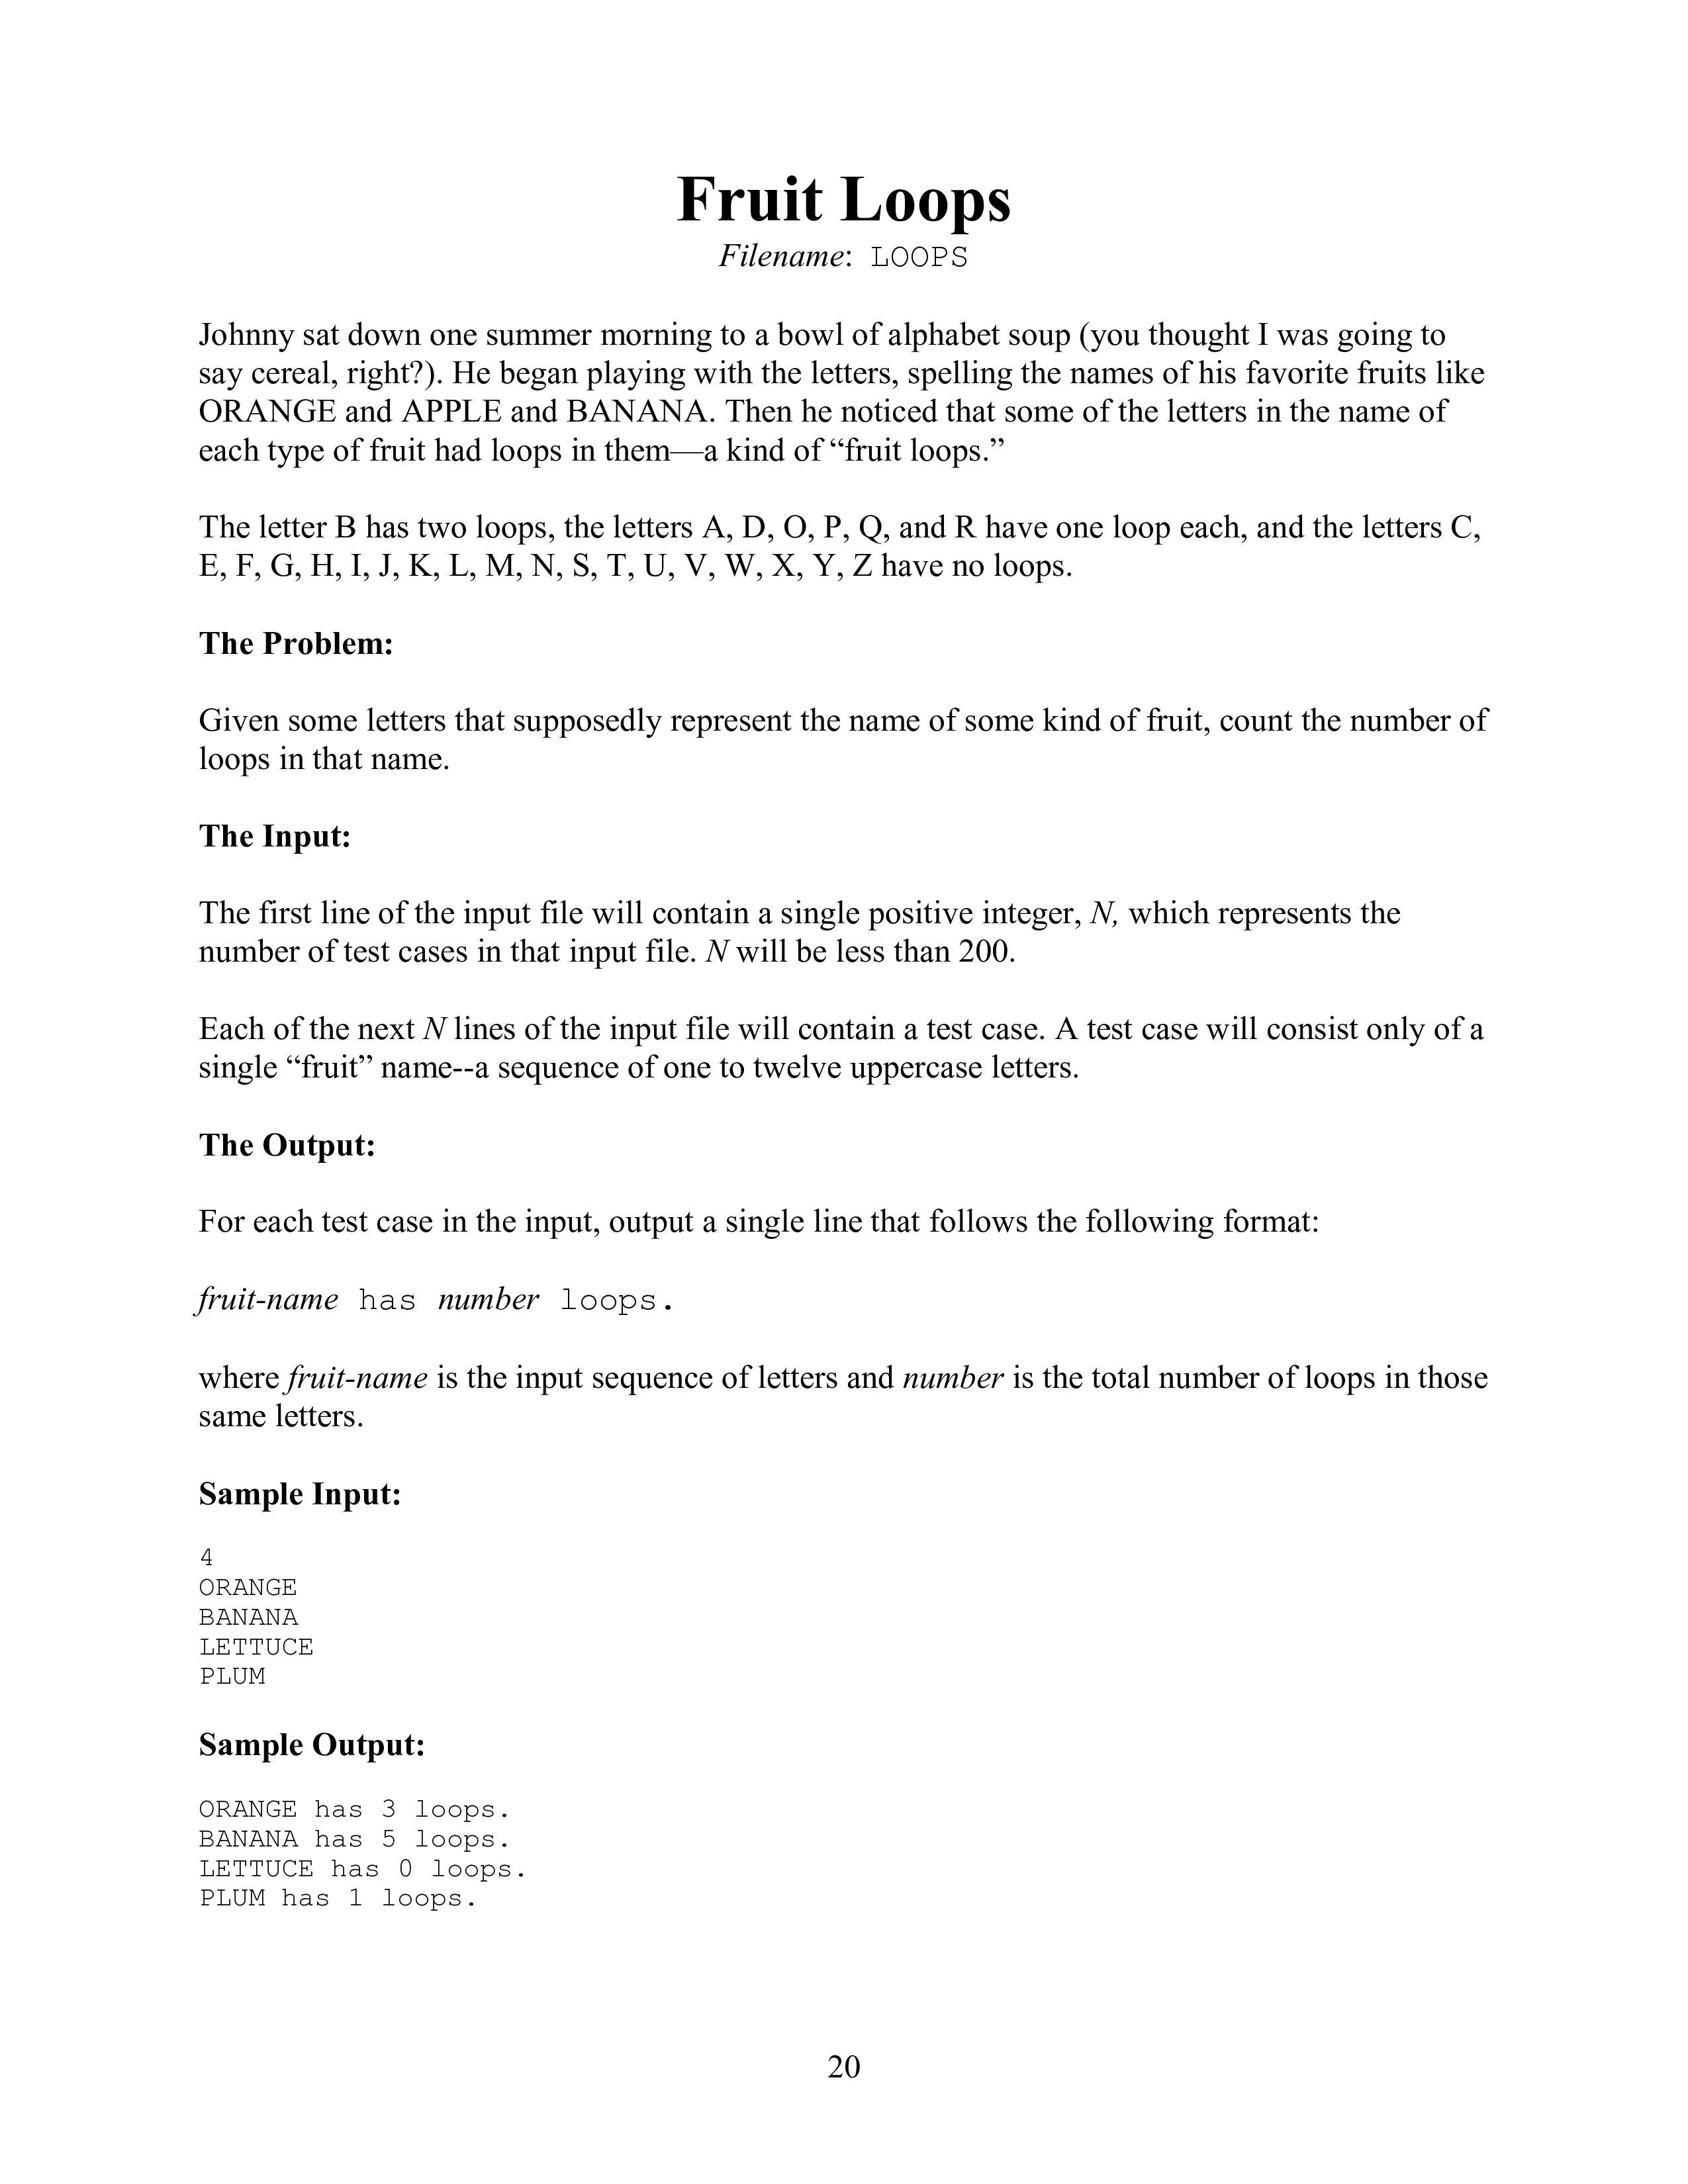 Fruit Loops
Filename: LOOPS
Johnny sat down one summer morning to a bowl of alphabet soup (you thought I was going to
say cereal, right?). He began playing with the letters, spelling the names of his favorite fruits like
ORANGE and APPLE and BANANA. Then he noticed that some of the letters in the name of
each type of fruit had loops in them—a kind of “fruit loops.”
The letter B has two loops, the letters A, D, O, P, Q, and R have one loop each, and the letters C,
E, F, G, H, I, J, K, L, M, N, S, T, U, V, W, X, Y, Z have no loops.
The Problem:
Given some letters that supposedly represent the name of some kind of fruit, count the number of
loops in that name.
The Input:
The first line of the input file will contain a single positive integer, N, which represents the
number of test cases in that input file. N will be less than 200.
Each of the next N lines of the input file will contain a test case. A test case will consist only of a
single “fruit” name--a sequence of one to twelve uppercase letters.
The Output:
For each test case in the input, output a single line that follows the following format:
fruit-name has number loops.
where fruit-name is the input sequence of letters and number is the total number of loops in those
same letters.
Sample Input:
4
ORANGE
BANANA
LETTUCE
PLUM
Sample Output:
ORANGE has 3 loops.
BANANA has 5 loops.
LETTUCE has 0 loops.
PLUM has 1 loops.
20